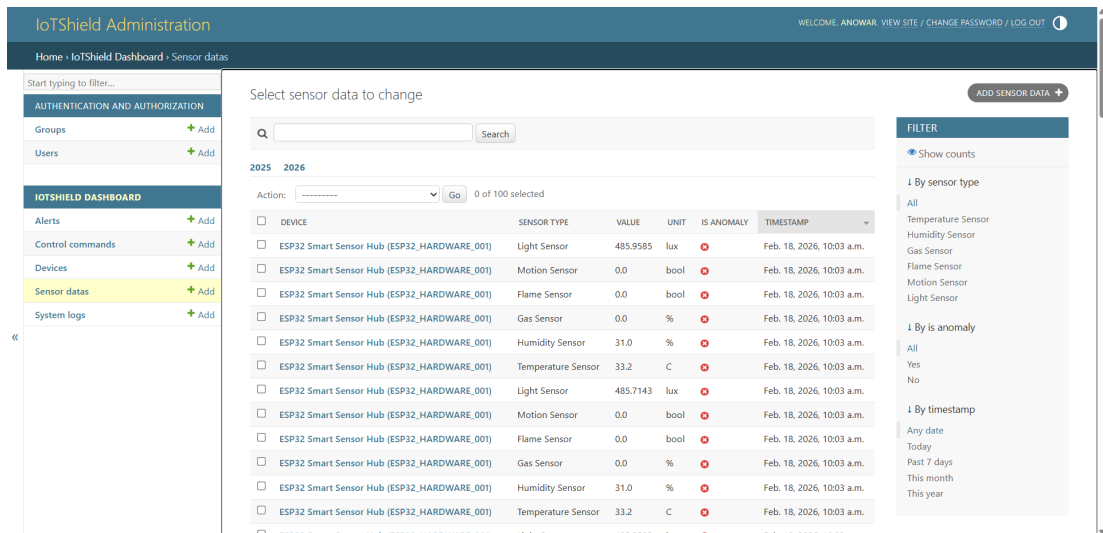 IoTShield Administration
WELCOME, ANOWAR. VIEW SITE / CHANGE PASSWORD / LOG OUT
Home › IoTShield Dashboard › Sensor datas
Start typing to filter...
AUTHENTICATION AND AUTHORIZATION
Groups + Add
Users + Add
IOTSHIELD DASHBOARD
Alerts + Add
Control commands + Add
Devices + Add
Sensor datas + Add
System logs + Add
«
Select sensor data to change
ADD SENSOR DATA +
Search
2025 2026
Action: --------- Go 0 of 100 selected
DEVICE SENSOR TYPE VALUE UNIT IS ANOMALY TIMESTAMP
ESP32 Smart Sensor Hub (ESP32_HARDWARE_001) Light Sensor 485.9585 lux Feb. 18, 2026, 10:03 a.m.
ESP32 Smart Sensor Hub (ESP32_HARDWARE_001) Motion Sensor 0.0 bool Feb. 18, 2026, 10:03 a.m.
ESP32 Smart Sensor Hub (ESP32_HARDWARE_001) Flame Sensor 0.0 bool Feb. 18, 2026, 10:03 a.m.
ESP32 Smart Sensor Hub (ESP32_HARDWARE_001) Gas Sensor 0.0 % Feb. 18, 2026, 10:03 a.m.
ESP32 Smart Sensor Hub (ESP32_HARDWARE_001) Humidity Sensor 31.0 % Feb. 18, 2026, 10:03 a.m.
ESP32 Smart Sensor Hub (ESP32_HARDWARE_001) Temperature Sensor 33.2 C Feb. 18, 2026, 10:03 a.m.
ESP32 Smart Sensor Hub (ESP32_HARDWARE_001) Light Sensor 485.7143 lux Feb. 18, 2026, 10:03 a.m.
ESP32 Smart Sensor Hub (ESP32_HARDWARE_001) Motion Sensor 0.0 bool Feb. 18, 2026, 10:03 a.m.
ESP32 Smart Sensor Hub (ESP32_HARDWARE_001) Flame Sensor 0.0 bool Feb. 18, 2026, 10:03 a.m.
ESP32 Smart Sensor Hub (ESP32_HARDWARE_001) Gas Sensor 0.0 % Feb. 18, 2026, 10:03 a.m.
ESP32 Smart Sensor Hub (ESP32_HARDWARE_001) Humidity Sensor 31.0 % Feb. 18, 2026, 10:03 a.m.
ESP32 Smart Sensor Hub (ESP32_HARDWARE_001) Temperature Sensor 33.2 C Feb. 18, 2026, 10:03 a.m.
FILTER
Show counts
↓ By sensor type
All
Temperature Sensor
Humidity Sensor
Gas Sensor
Flame Sensor
Motion Sensor
Light Sensor
↓ By is anomaly
All
Yes
No
↓ By timestamp
Any date
Today
Past 7 days
This month
This year